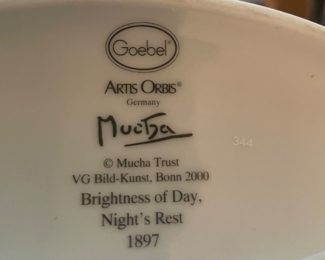 Goebel®
ARTIS ORBIS®
Germany
Mucha
344
© Mucha Trust
VG Bild-Kunst, Bonn 2000
Brightness of Day,
Night's Rest
1897